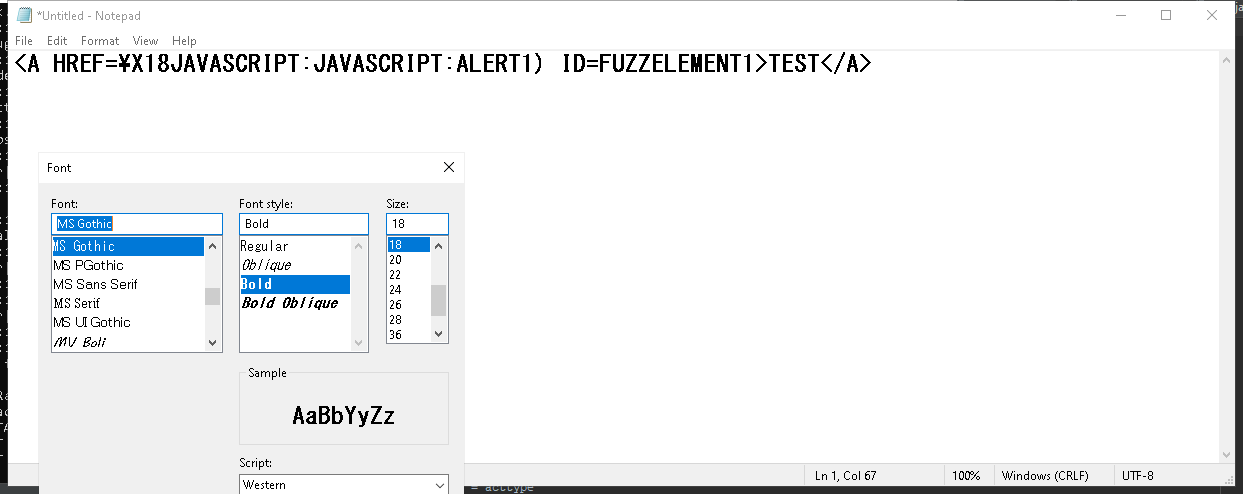 *Untitled - Notepad
File Edit Format View Help
<A HREF=¥X18JAVASCRIPT:JAVASCRIPT:ALERT1) ID=FUZZELEMENT1>TEST</A>
Font
Font: Font style: Size:
MS Gothic Bold 18
MS Gothic Regular 18
MS PGothic Oblique 20
MS Sans Serif Bold 22
MS Serif Bold Oblique 24
MS UI Gothic 26
MV Boli 28
36
Sample
AaBbYyZz
Script:
Western
Ln 1, Col 67 100% Windows (CRLF) UTF-8
= acctype